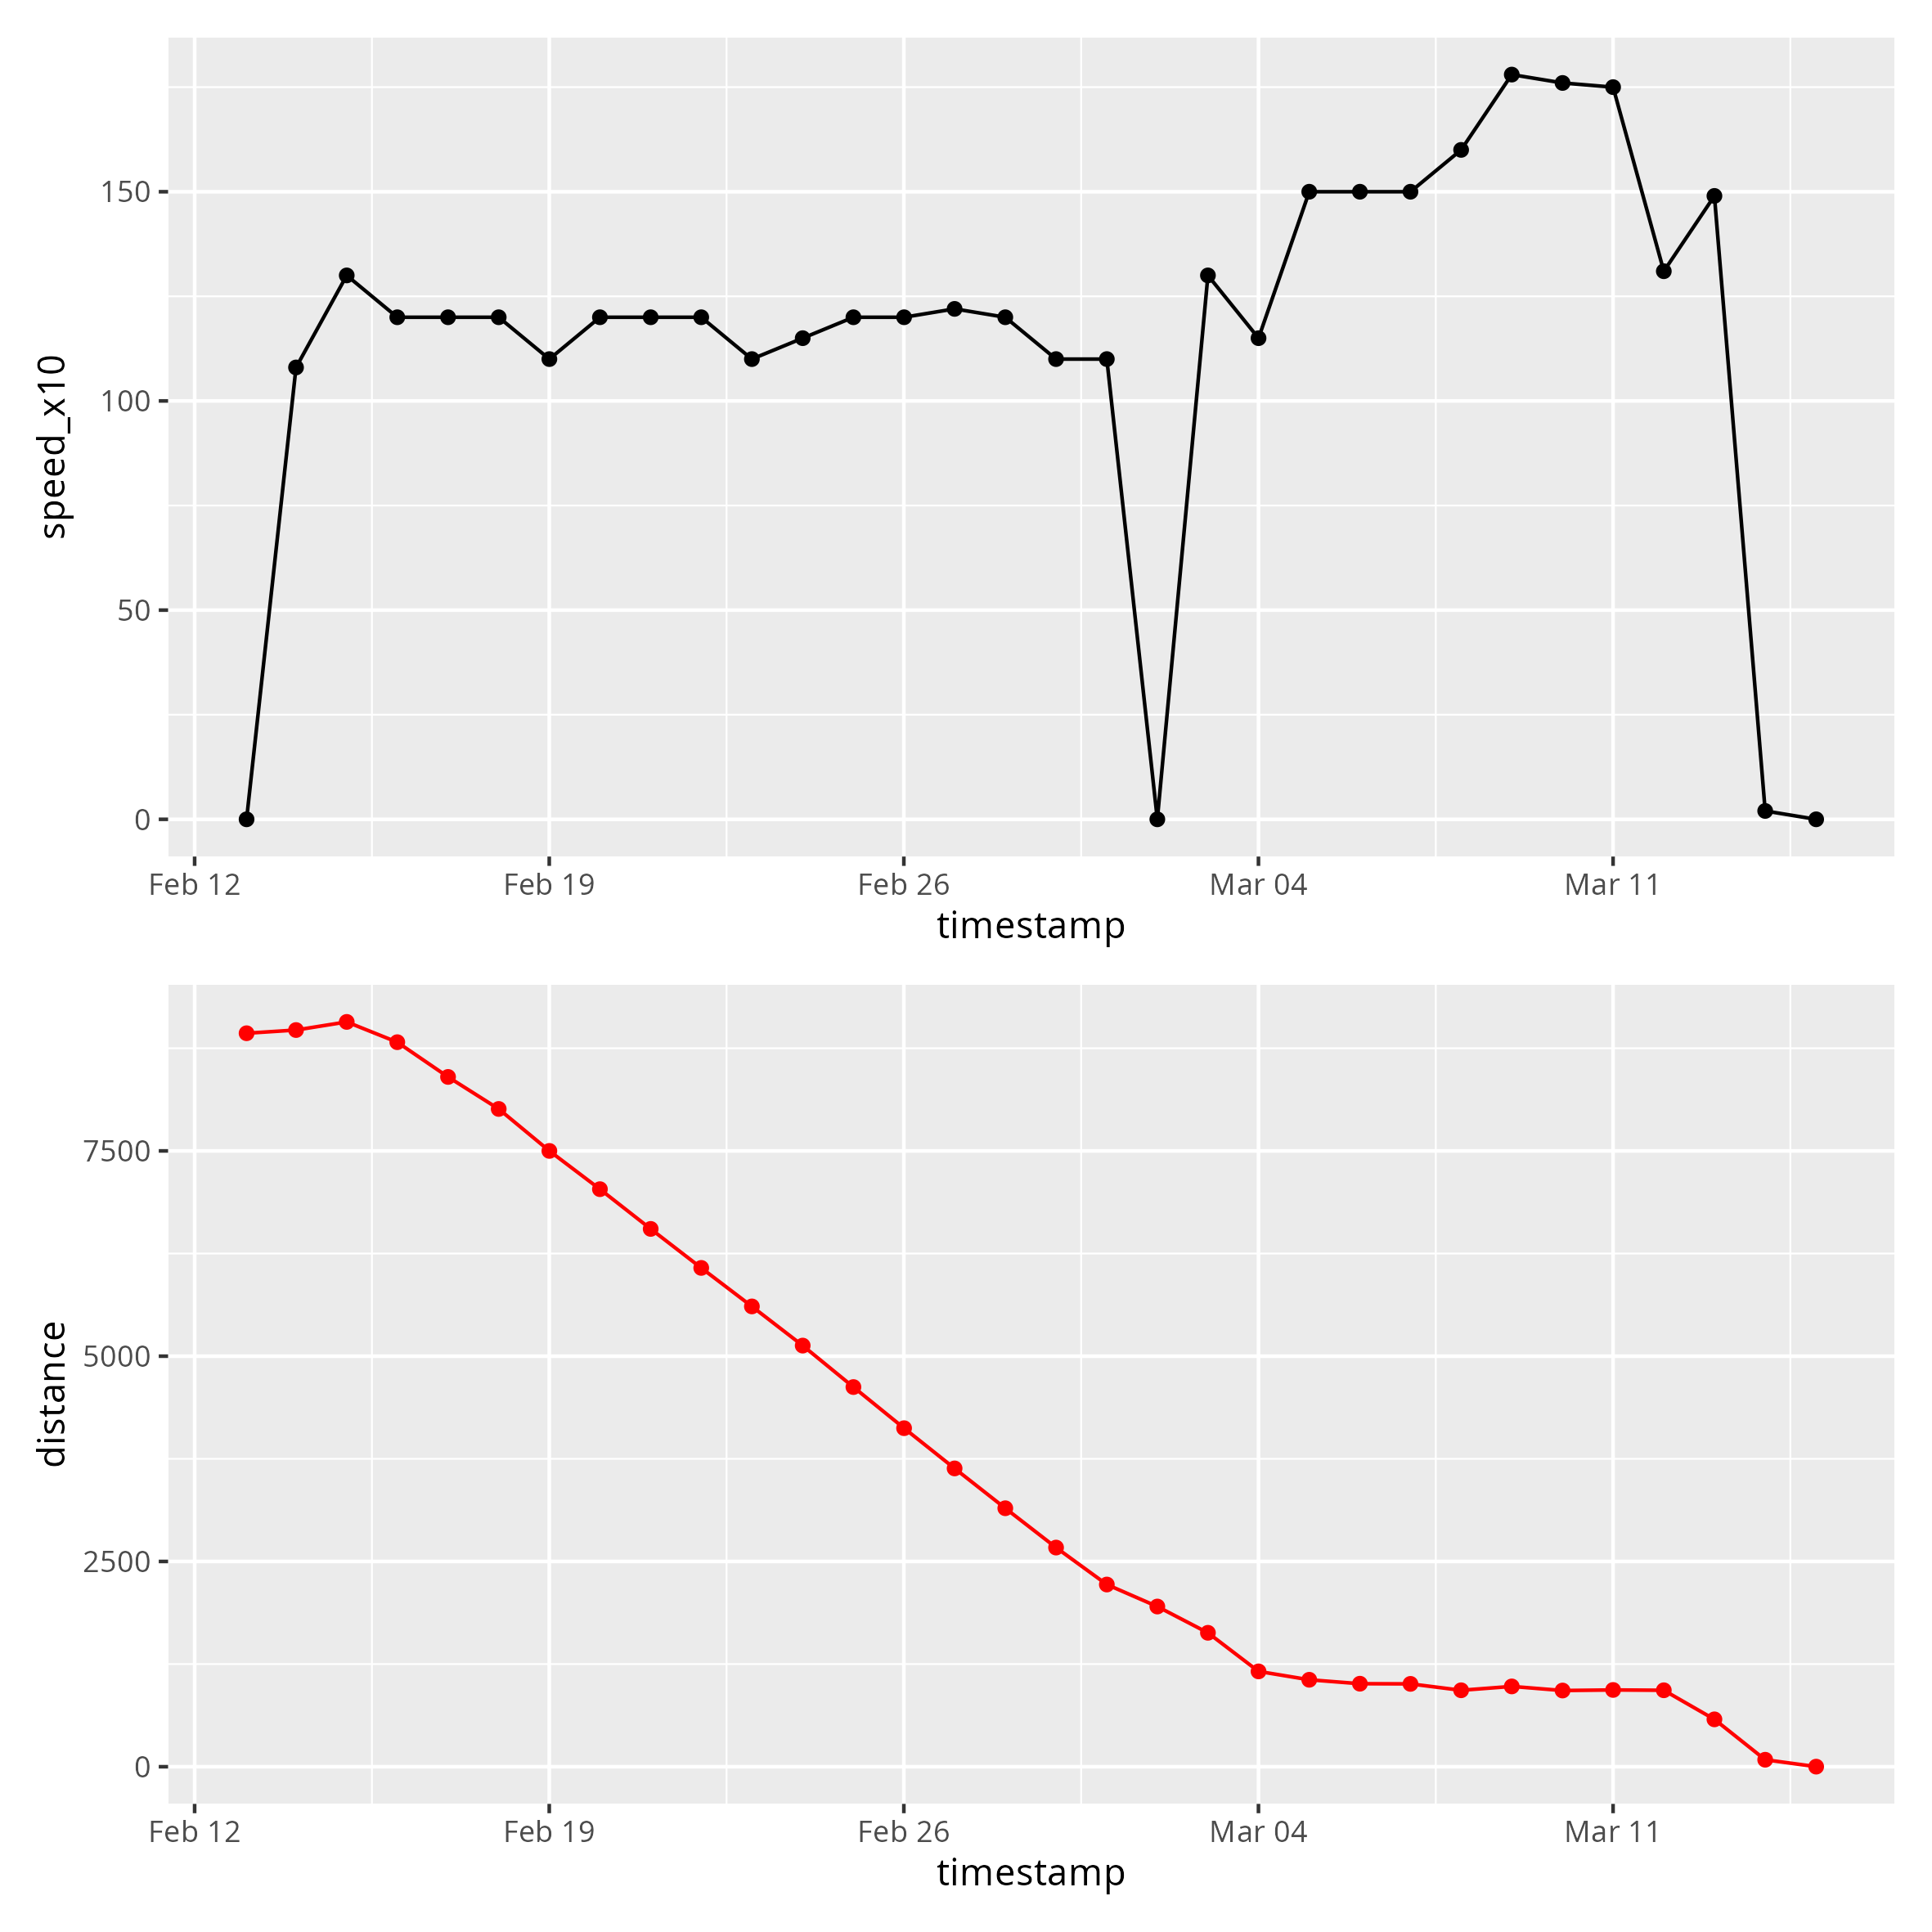 speed_x10
150
100
50
0
Feb 12 Feb 19 Feb 26 Mar 04 Mar 11
timestamp
distance
7500
5000
2500
0
Feb 12 Feb 19 Feb 26 Mar 04 Mar 11
timestamp